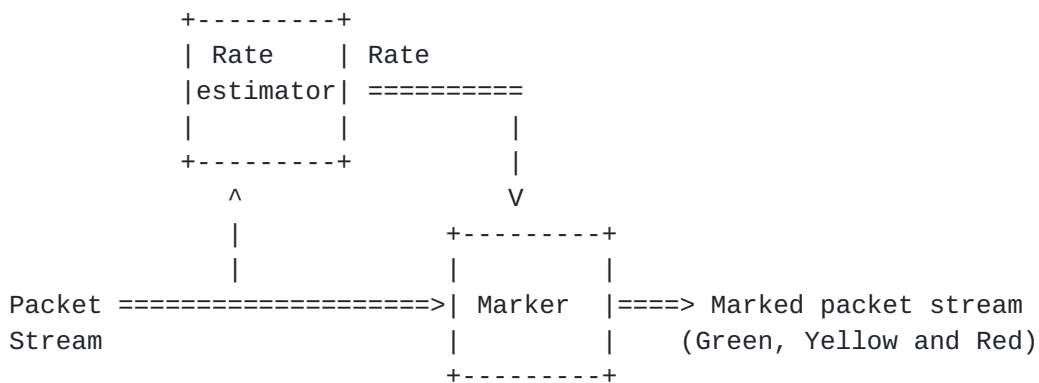 Rate Rate
estimator
Packet Marker Marked packet stream
Stream (Green, Yellow and Red)